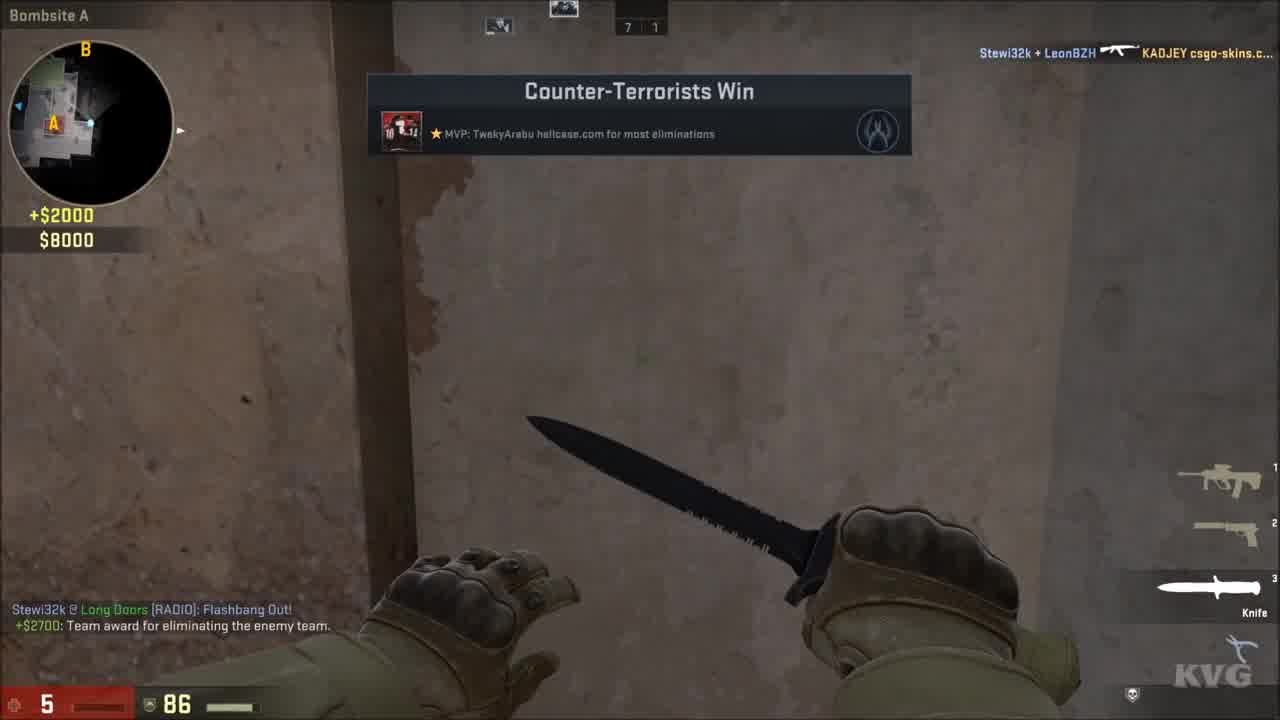 Bombsite A
7 1
B
Stewi32k + LeonBZH KADJEY csgo-skins.c...
Counter-Terrorists Win
A
MVP: TwekyArabu hellcase.com for most eliminations
+$2000
$8000
1
2
3
Knife
Stewi32k @ Long Doors [RADIO]: Flashbang Out!
+$2700: Team award for eliminating the enemy team.
KVG
5 86